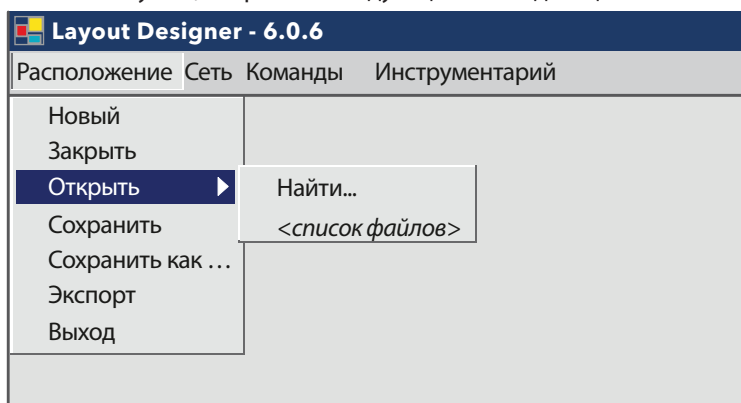 Layout Designer - 6.0.6
Расположение Сеть Команды Инструментарий
Новый
Закрыть
Открыть
Найти...
Сохранить
<список файлов>
Сохранить как ...
Экспорт
Выход